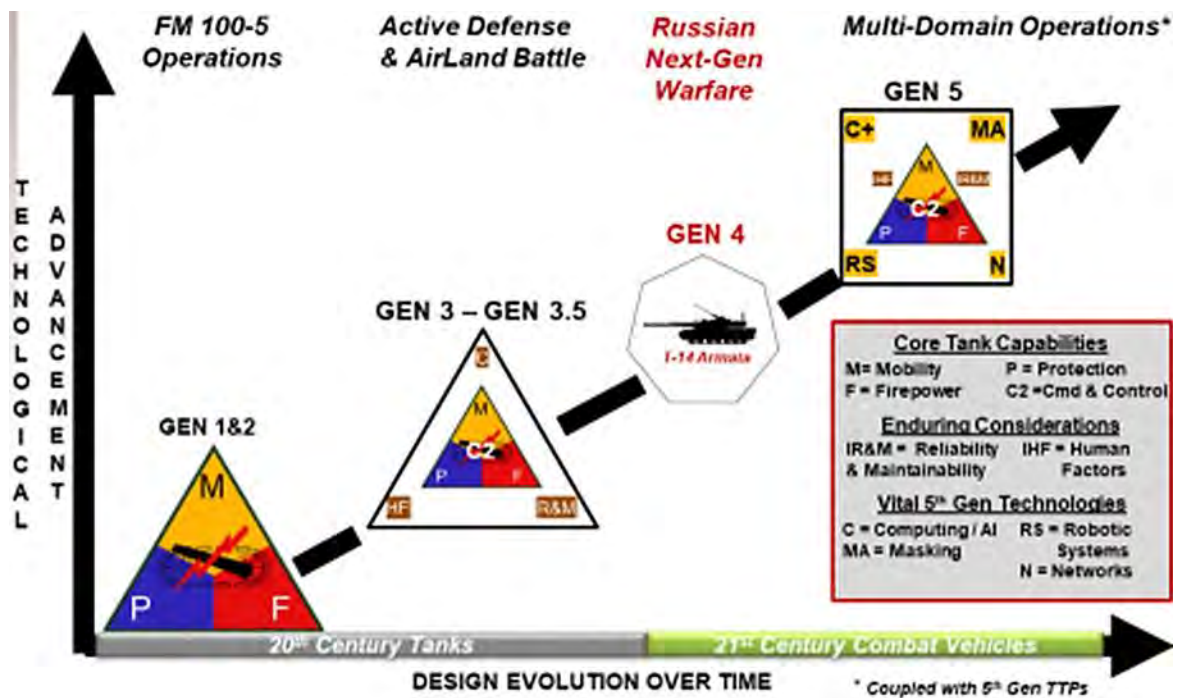 FM 100-5
Operations
Active Defense
& AirLand Battle
Russian
Next-Gen
Warfare
Multi-Domain Operations*
TECHNOLOGICAL
ADVANCEMENT
GEN 1&2
M
P
F
GEN 3 – GEN 3.5
C
M
C2
P
F
HF
R&M
GEN 4
T-14 Armata
GEN 5
C+
MA
HF
IR&M
M
C2
P
F
RS
N
Core Tank Capabilities
M= Mobility P = Protection
F = Firepower C2 =Cmd & Control
Enduring Considerations
IR&M = Reliability IHF = Human
& Maintainability Factors
Vital 5th Gen Technologies
C = Computing / AI RS = Robotic
MA = Masking Systems
N = Networks
20th Century Tanks
21st Century Combat Vehicles
DESIGN EVOLUTION OVER TIME
* Coupled with 5th Gen TTPs